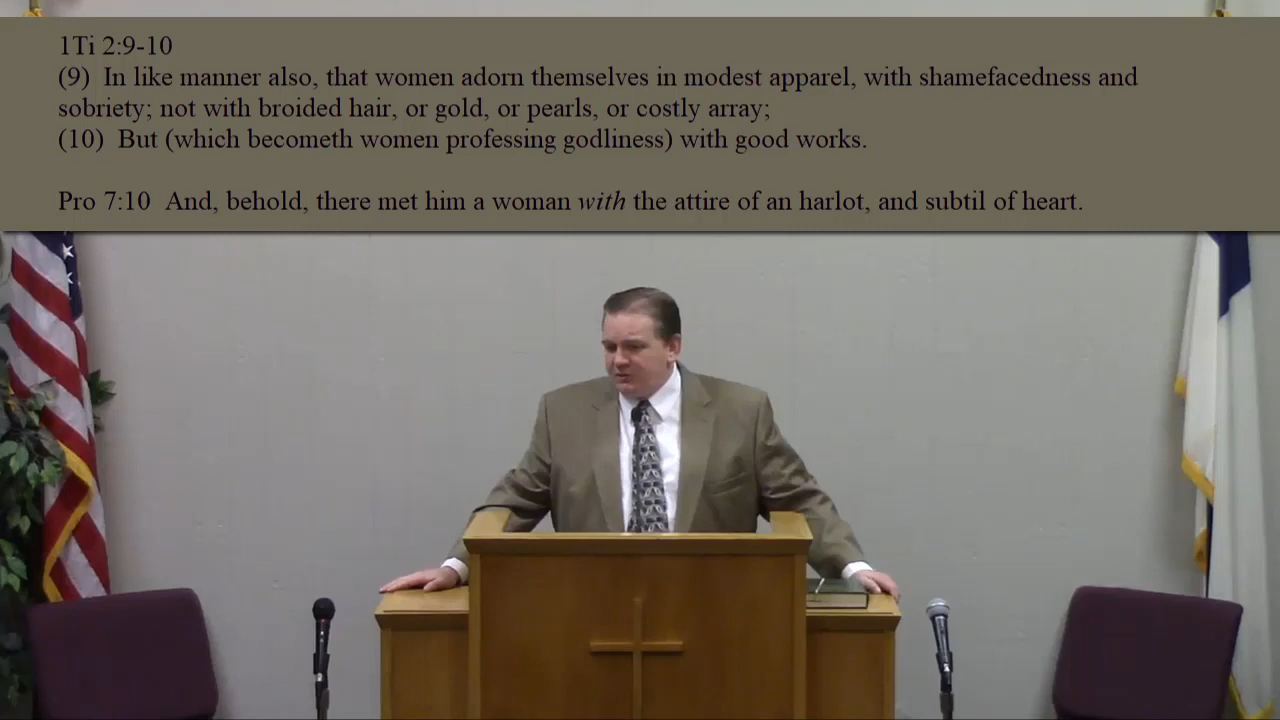 1Ti 2:9-10
(9)  In like manner also, that women adorn themselves in modest apparel, with shamefacedness and
sobriety; not with broided hair, or gold, or pearls, or costly array;
(10)  But (which becometh women professing godliness) with good works.
Pro 7:10  And, behold, there met him a woman with the attire of an harlot, and subtil of heart.